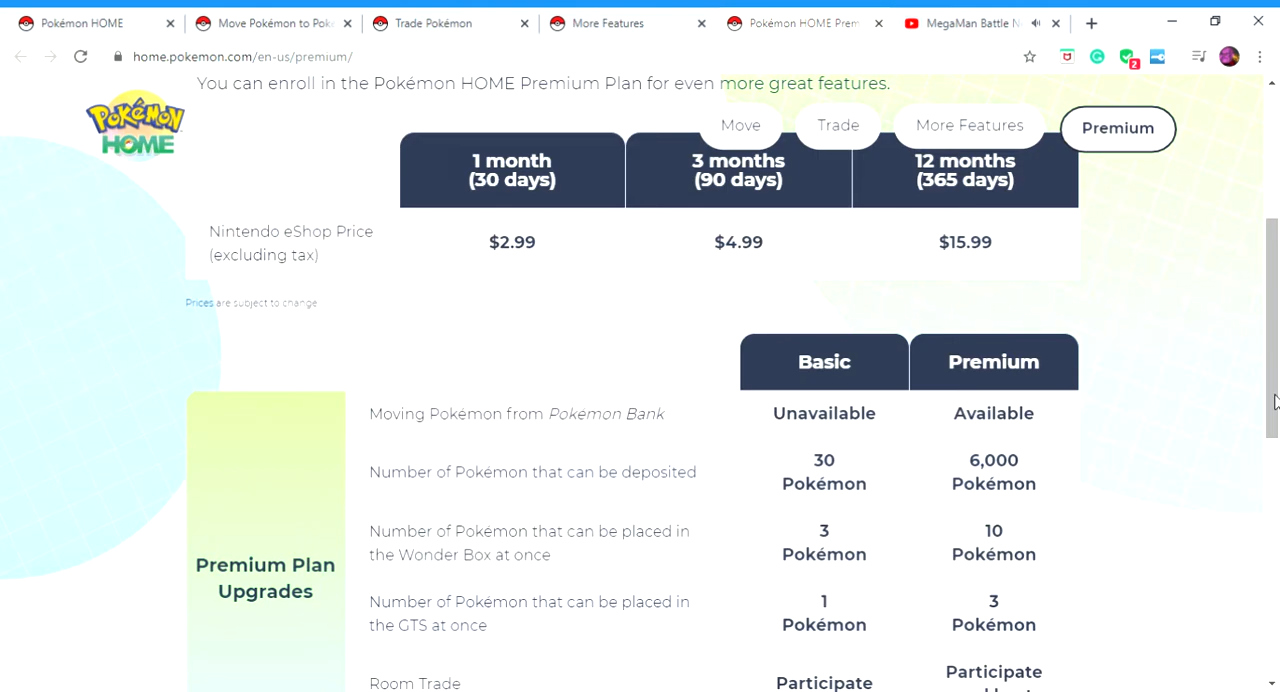 Pokémon HOME
Move Pokémon to Pok
Trade Pokémon
More Features
Pokémon HOME Prem
MegaMan Battle N
home.pokemon.com/en-us/premium/
2
You can enroll in the Pokémon HOME Premium Plan for even more great features.
POKéMON
HOME
Move
Trade
More Features
Premium
1 month
(30 days)
3 months
(90 days)
12 months
(365 days)
Nintendo eShop Price
(excluding tax)
$2.99
$4.99
$15.99
Prices are subject to change
Basic
Premium
Moving Pokémon from Pokémon Bank
Unavailable
Available
Number of Pokémon that can be deposited
30
Pokémon
6,000
Pokémon
Premium Plan
Upgrades
Number of Pokémon that can be placed in
the Wonder Box at once
3
Pokémon
10
Pokémon
Number of Pokémon that can be placed in
the GTS at once
1
Pokémon
3
Pokémon
Room Trade
Participate
Participate